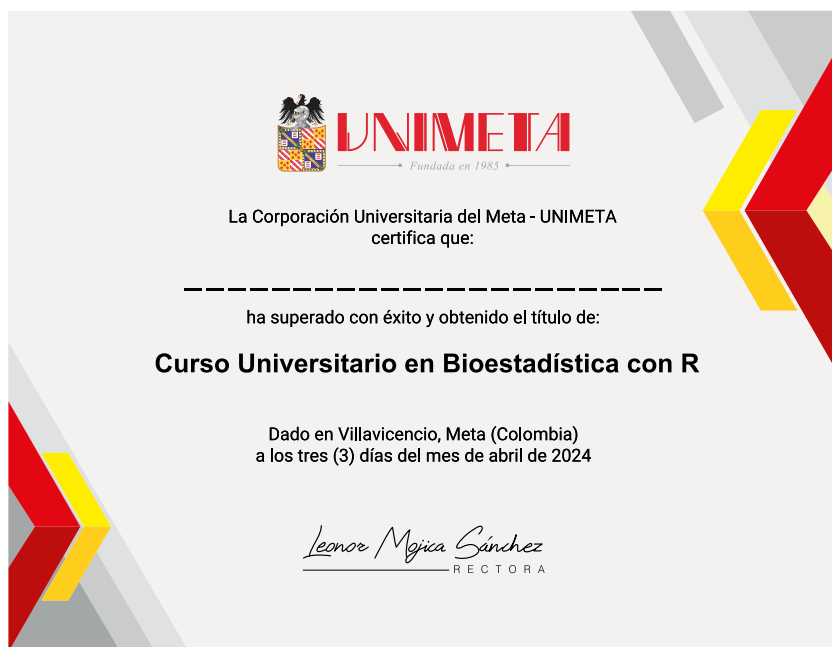 UNIMETA
Fundada en 1985
La Corporación Universitaria del Meta - UNIMETA
certifica que:
ha superado con éxito y obtenido el título de:
Curso Universitario en Bioestadística con R
Dado en Villavicencio, Meta (Colombia)
a los tres (3) días del mes de abril de 2024
Leonor Mojica Sánchez
RECTORA